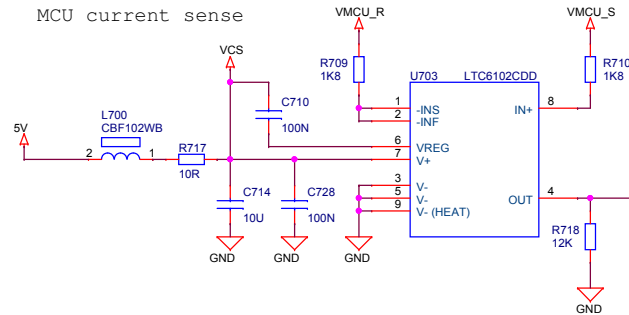 MCU current sense
VMCU_R
VMCU_S
VCS
R709
1K8
U703
LTC6102CDD
R710
1K8
C710
100N
1
-INS
2
-INF
IN+
8
L700
CBF102WB
5V
2
1
R717
10R
6
VREG
7
V+
C714
10U
C728
100N
3
V-
5
V-
9
V- (HEAT)
OUT
4
R718
12K
GND
GND
GND
GND